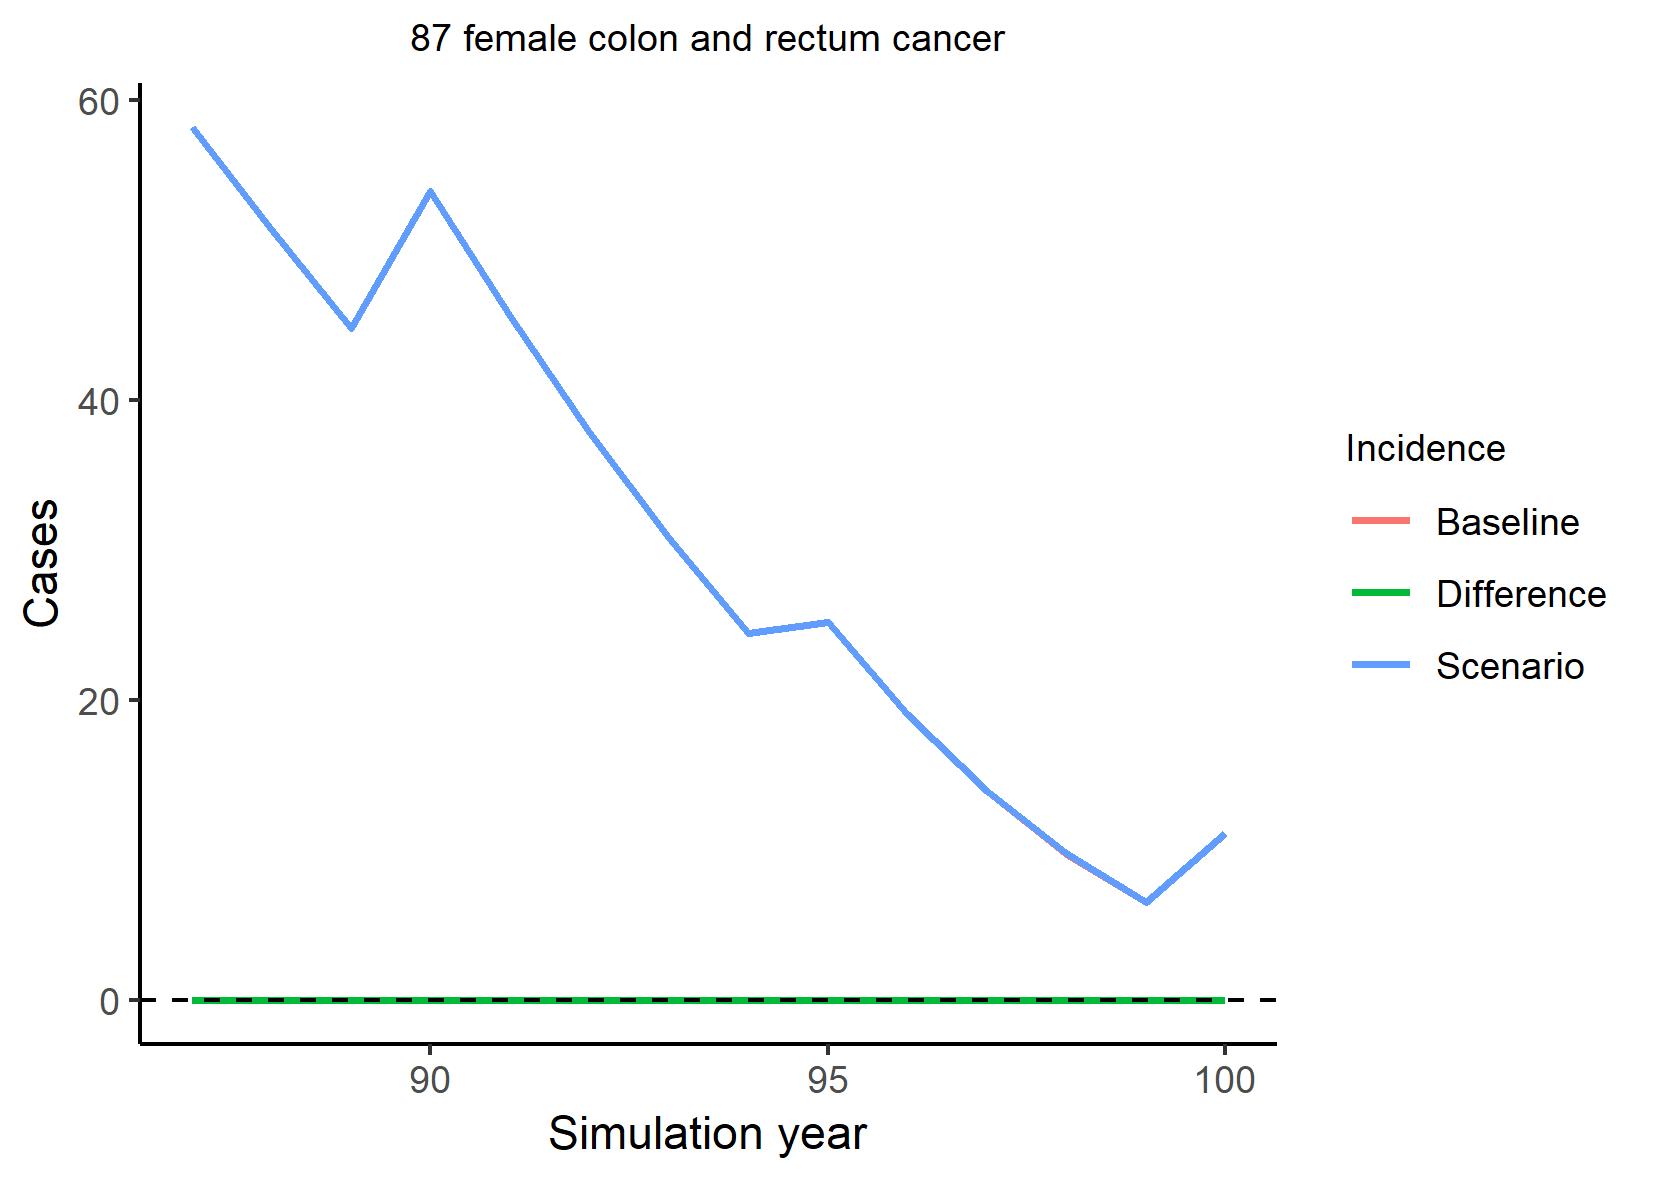 87 female colon and rectum cancer
60
40
20
0
Cases
90 95 100
Simulation year
Incidence
Baseline
Difference
Scenario